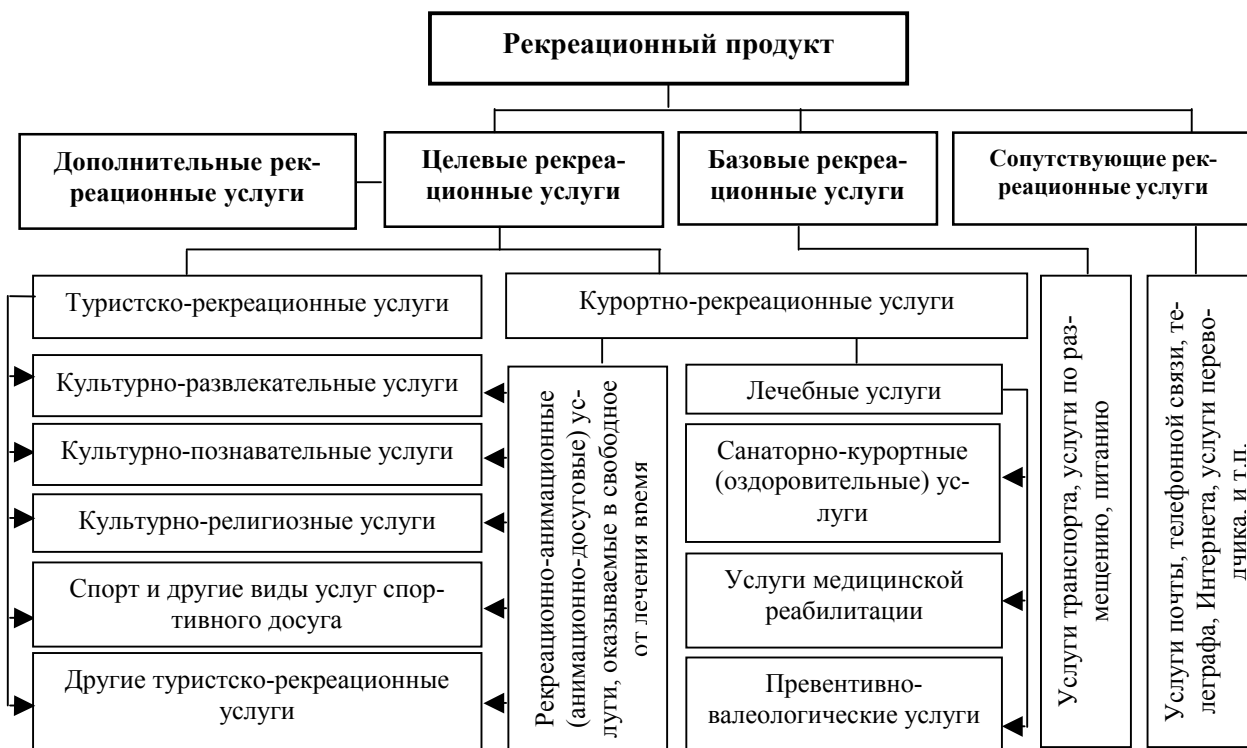 Рекреационный продукт
Дополнительные рек-
реационные услуги
Целевые рекреа-
ционные услуги
Базовые рекреа-
ционные услуги
Сопутствующие рек-
реационные услуги
Туристско-рекреационные услуги
Культурно-развлекательные услуги
Культурно-познавательные услуги
Культурно-религиозные услуги
Спорт и другие виды услуг спор-
тивного досуга
Другие туристско-рекреационные
услуги
Курортно-рекреационные услуги
Рекреационно-анимационные
(анимационно-досуговые) ус-
луги, оказываемые в свободное
от лечения время
Лечебные услуги
Санаторно-курортные
(оздоровительные) ус-
луги
Услуги медицинской
реабилитации
Превентивно-
валеологические услуги
Услуги транспорта, услуги по раз-
мещению, питанию
Услуги почты, телефонной связи, те-
леграфа, Интернета, услуги перево-
дчика, и т.п.